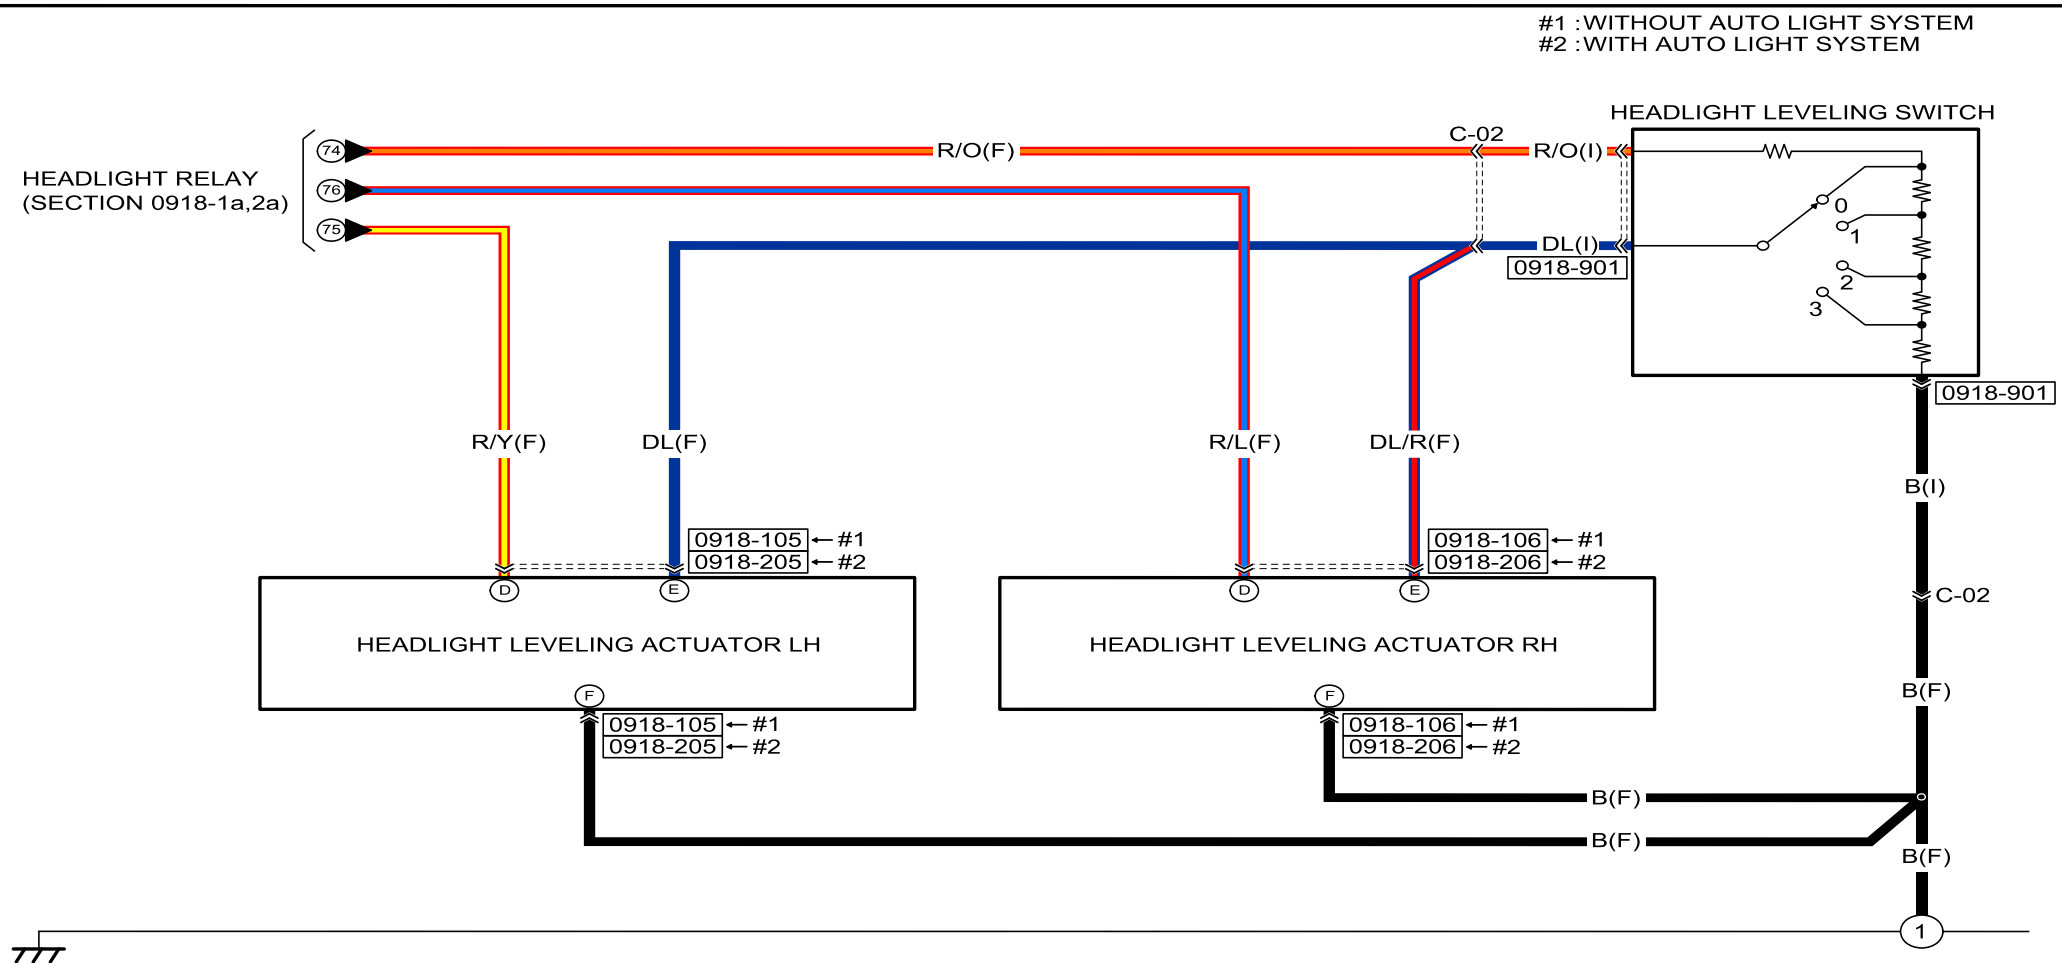 #1 :WITHOUT AUTO LIGHT SYSTEM
#2 :WITH AUTO LIGHT SYSTEM
HEADLIGHT LEVELING SWITCH
C-02
74
R/O(F)
R/O(I)
HEADLIGHT RELAY
(SECTION 0918-1a,2a)
76
75
0
1
2
3
DL(I)
0918-901
0918-901
R/Y(F)
DL(F)
R/L(F)
DL/R(F)
B(I)
0918-105 ← #1
0918-205 ← #2
0918-106 ← #1
0918-206 ← #2
D
E
D
E
C-02
HEADLIGHT LEVELING ACTUATOR LH
HEADLIGHT LEVELING ACTUATOR RH
F
F
B(F)
0918-105 ← #1
0918-205 ← #2
0918-106 ← #1
0918-206 ← #2
B(F)
B(F)
B(F)
1